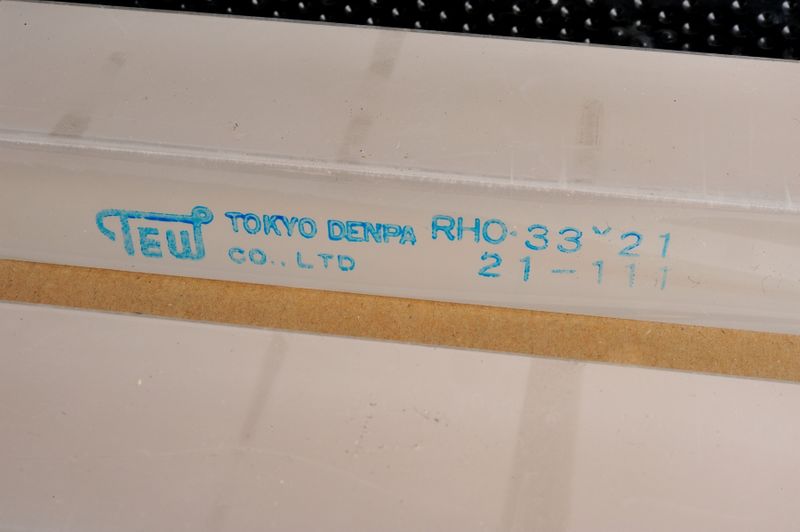 TEW TOKYO DENPA RHO-33×21
CO., LTD 21-111